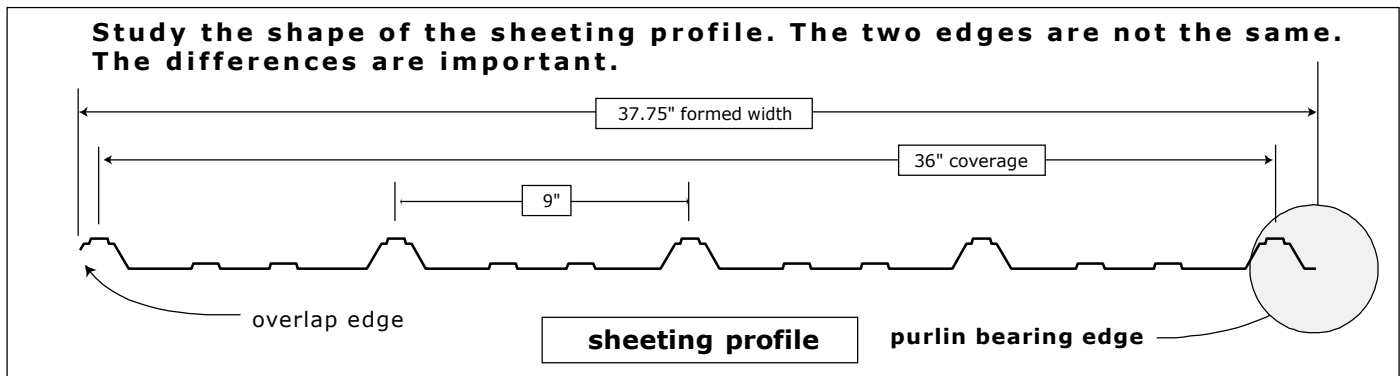 Study the shape of the sheeting profile. The two edges are not the same.
The differences are important.
37.75" formed width
36" coverage
9"
overlap edge
sheeting profile
purlin bearing edge